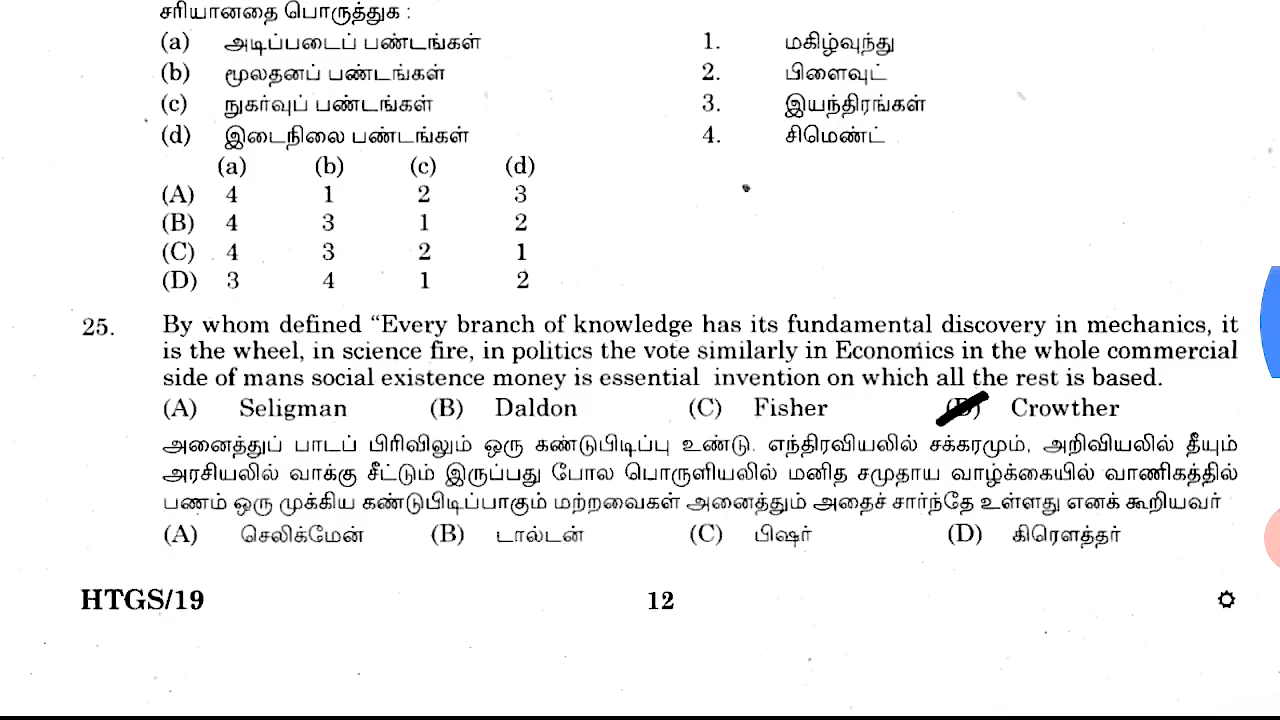 சரியானதை பொருத்துக :
(a) அடிப்படைப் பண்டங்கள் 1. மகிழ்வுந்து
(b) மூலதனப் பண்டங்கள் 2. பிளைவுட்
(c) நுகர்வுப் பண்டங்கள் 3. இயந்திரங்கள்
(d) இடைநிலை பண்டங்கள் 4. சிமெண்ட்
(a) (b) (c) (d)
(A) 4 1 2 3
(B) 4 3 1 2
(C) 4 3 2 1
(D) 3 4 1 2
25. By whom defined “Every branch of knowledge has its fundamental discovery in mechanics, it
is the wheel, in science fire, in politics the vote similarly in Economics in the whole commercial
side of mans social existence money is essential invention on which all the rest is based.
(A) Seligman (B) Daldon (C) Fisher (D) Crowther
அனைத்துப் பாடப் பிரிவிலும் ஒரு கண்டுபிடிப்பு உண்டு. எந்திரவியலில் சக்கரமும், அறிவியலில் தீயும்
அரசியலில் வாக்கு சீட்டும் இருப்பது போல பொருளியலில் மனித சமுதாய வாழ்க்கையில் வாணிகத்தில்
பணம் ஒரு முக்கிய கண்டுபிடிப்பாகும் மற்றவைகள் அனைத்தும் அதைச் சார்ந்தே உள்ளது எனக் கூறியவர்
(A) செலிக்மேன் (B) டால்டன் (C) பிஷர் (D) கிரௌத்தர்
HTGS/19 12